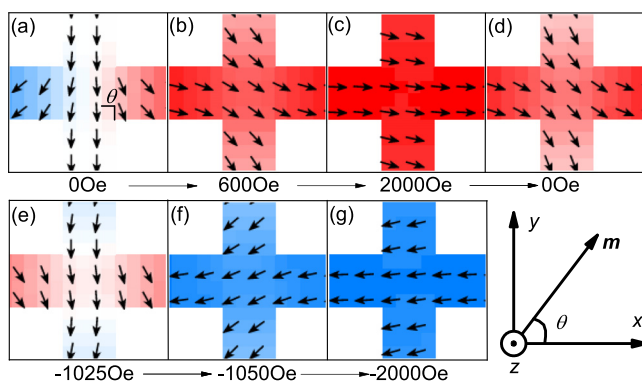 (a) (b) (c) (d)
θ
0Oe 600Oe 2000Oe 0Oe
(e) (f) (g)
y m
θ x
z
-1025Oe -1050Oe -2000Oe